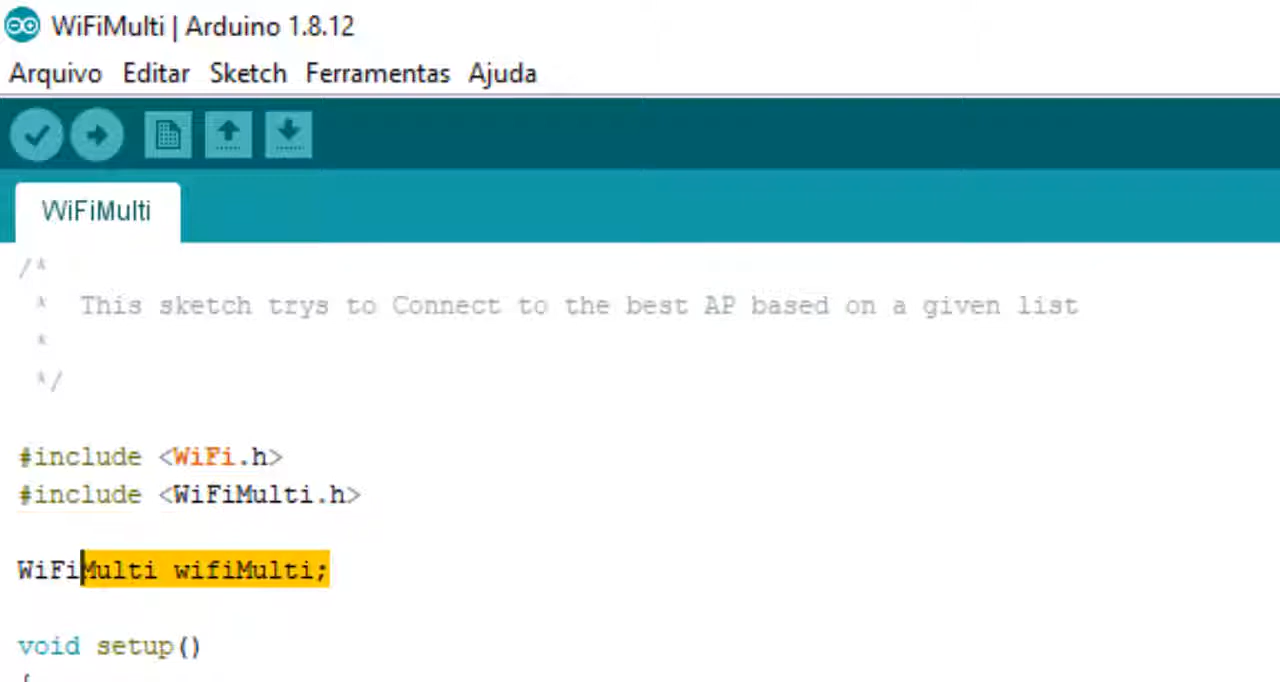 WiFiMulti | Arduino 1.8.12
Arquivo Editar Sketch Ferramentas Ajuda
WiFiMulti
/*
 *  This sketch trys to Connect to the best AP based on a given list
 *
 */
#include <WiFi.h>
#include <WiFiMulti.h>
WiFiMulti wifiMulti;
void setup()
{